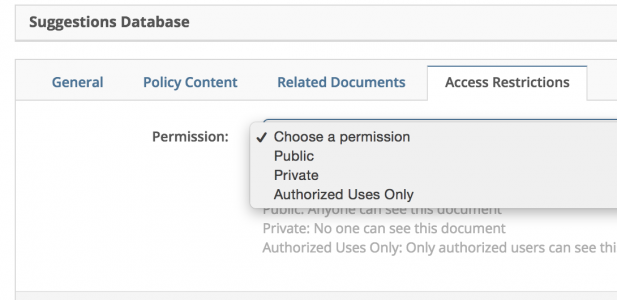 Suggestions Database
General Policy Content Related Documents Access Restrictions
Permission:
✓ Choose a permission
Public
Private
Authorized Uses Only
Public: Anyone can see this document
Private: No one can see this document
Authorized Uses Only: Only authorized users can see thi